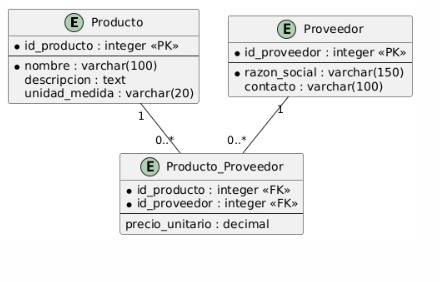 E Producto
id_producto : integer «PK»
nombre : varchar(100)
descripcion : text
unidad_medida : varchar(20)
E Proveedor
id_proveedor : integer «PK»
razon_social : varchar(150)
contacto : varchar(100)
1
1
0..*
0..*
E Producto_Proveedor
id_producto : integer «FK»
id_proveedor : integer «FK»
precio_unitario : decimal